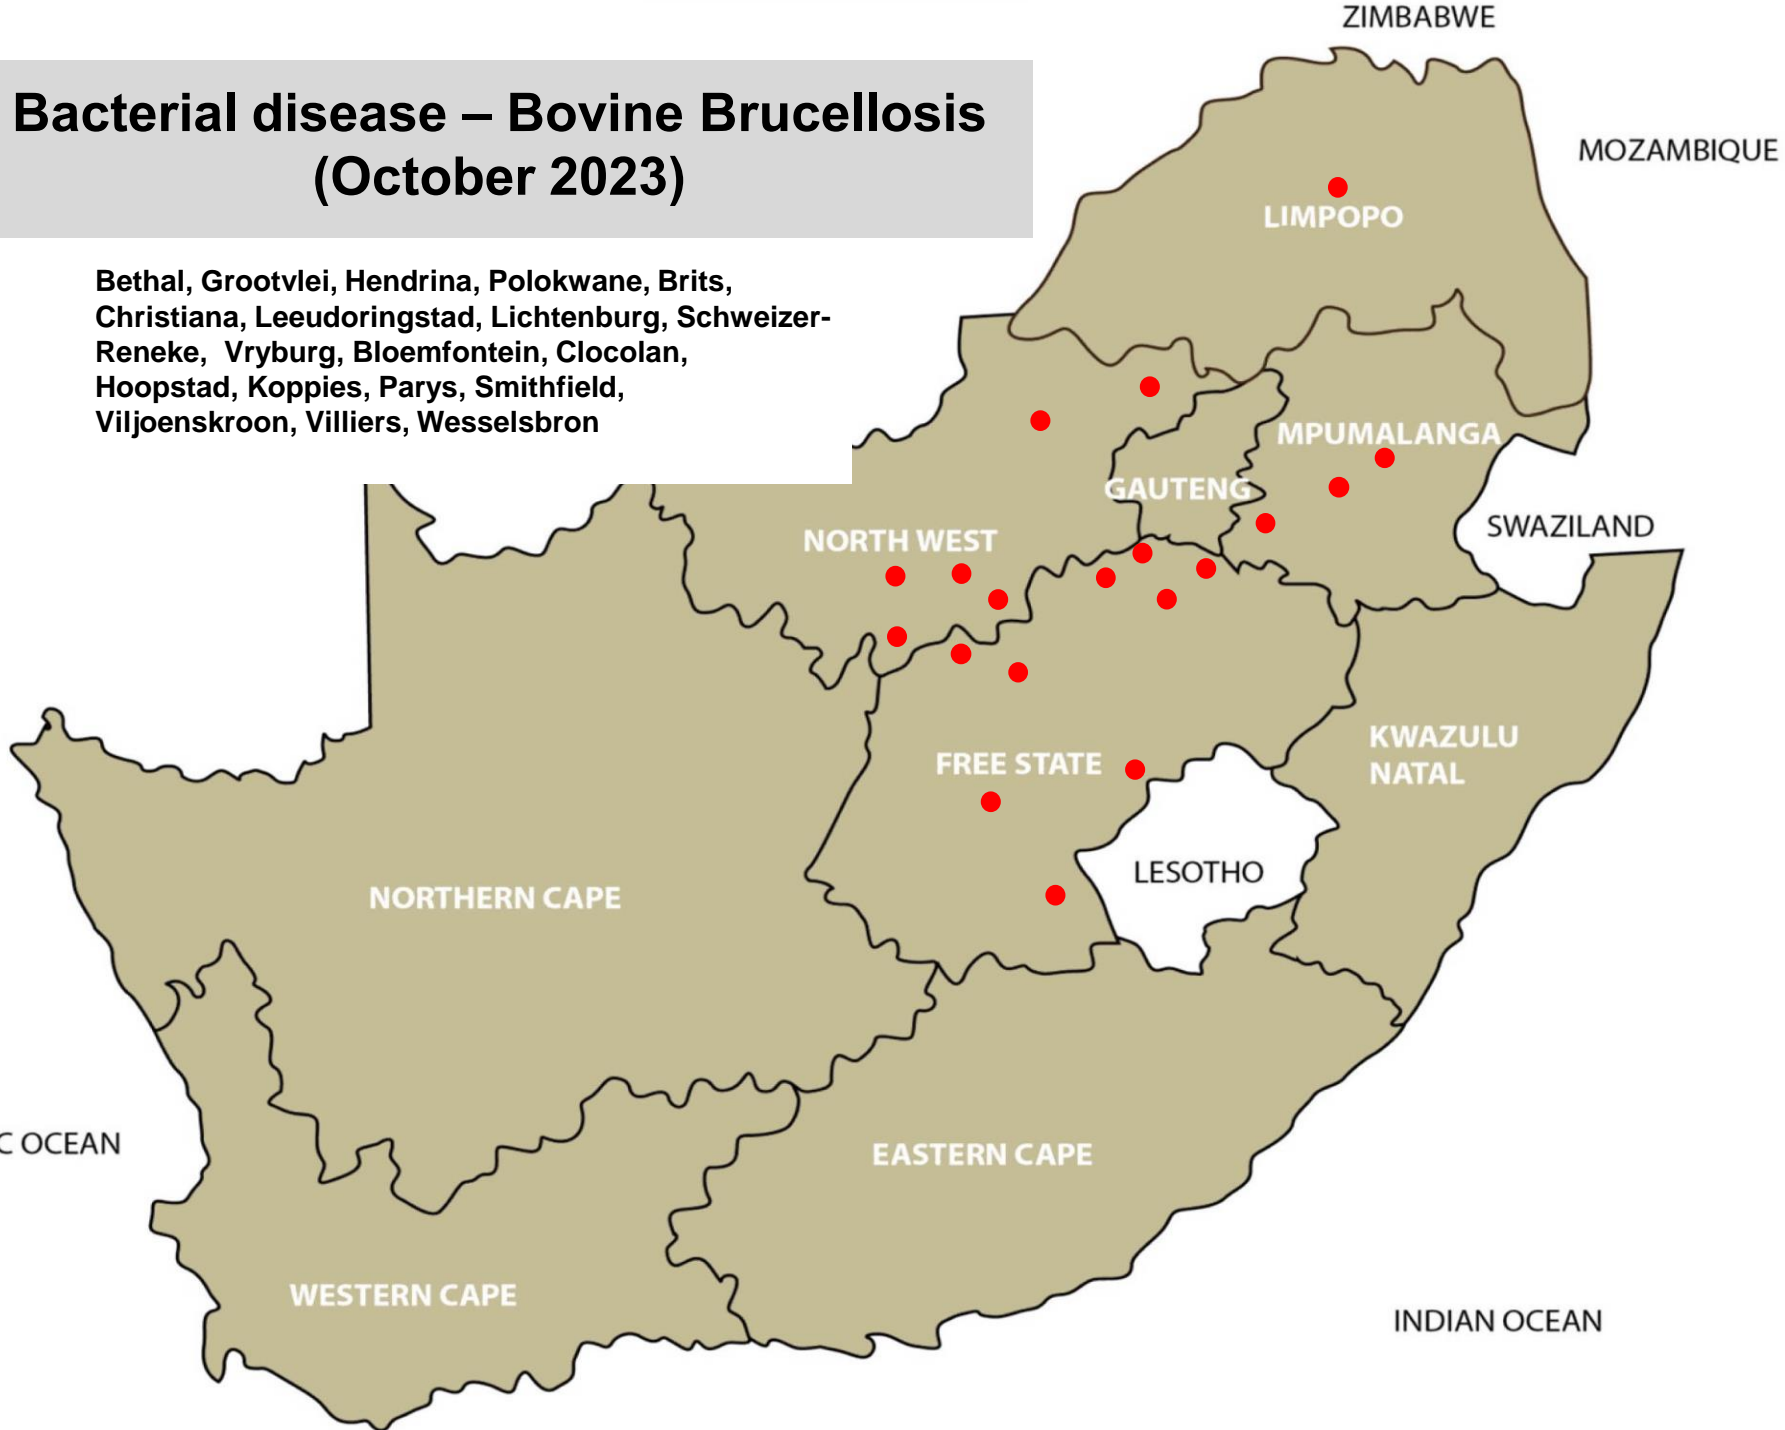 ZIMBABWE
Bacterial disease – Bovine Brucellosis
(October 2023)
MOZAMBIQUE
LIMPOPO
Bethal, Grootvlei, Hendrina, Polokwane, Brits,
Christiana, Leeudoringstad, Lichtenburg, Schweizer-
Reneke, Vryburg, Bloemfontein, Clocolan,
Hoopstad, Koppies, Parys, Smithfield,
Viljoenskroon, Villiers, Wesselsbron
MPUMALANGA
GAUTENG
SWAZILAND
NORTH WEST
KWAZULU
NATAL
FREE STATE
LESOTHO
NORTHERN CAPE
C OCEAN
EASTERN CAPE
WESTERN CAPE
INDIAN OCEAN